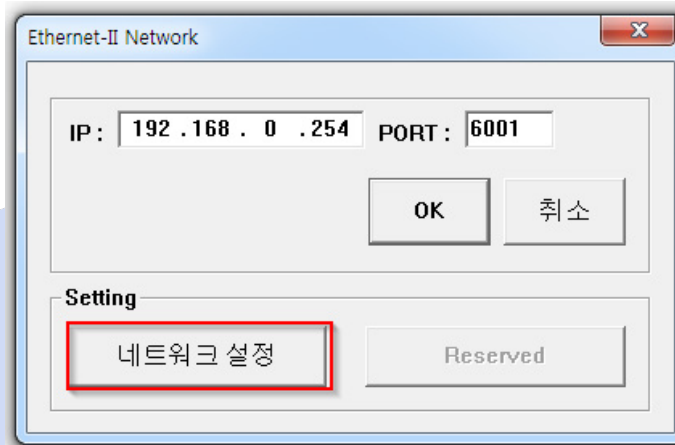 Ethernet-II Network
IP : 192 .168 . 0 .254 PORT : 6001
OK 취소
Setting
네트워크 설정 Reserved